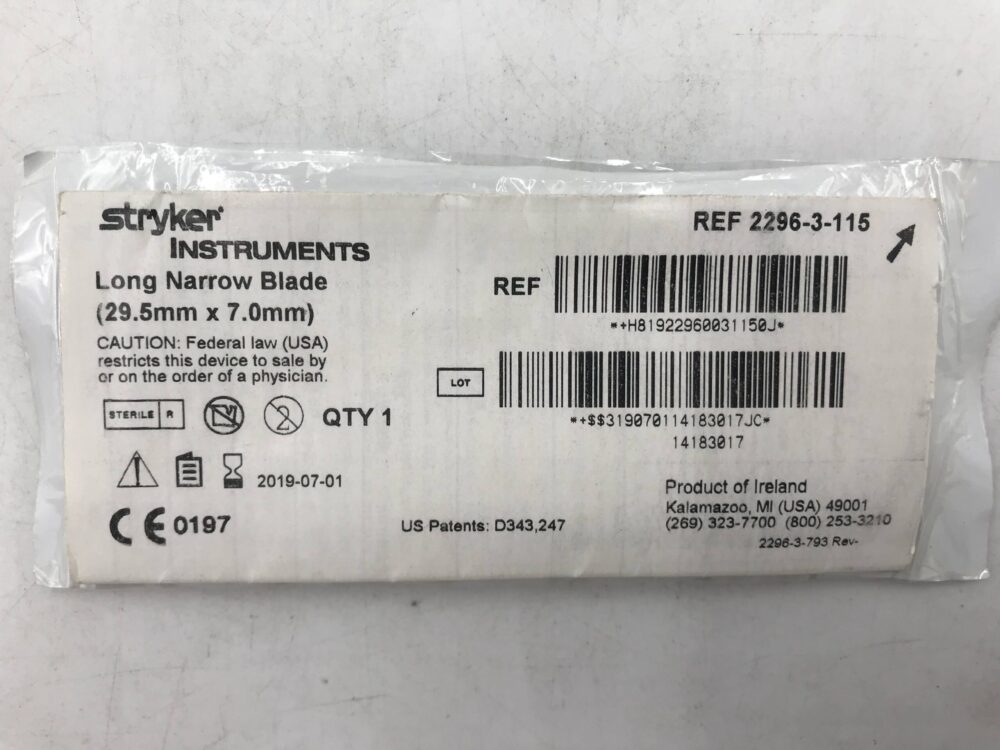 stryker
INSTRUMENTS
Long Narrow Blade
(29.5mm x 7.0mm)
CAUTION: Federal law (USA)
restricts this device to sale by
or on the order of a physician.
STERILE R
2
QTY 1
2019-07-01
CE 0197
US Patents: D343,247
REF 2296-3-115
REF
*+H81922960031150J*
LOT
*+$$319070114183017JC*
14183017
Product of Ireland
Kalamazoo, MI (USA) 49001
(269) 323-7700 (800) 253-3210
2296-3-793 Rev-